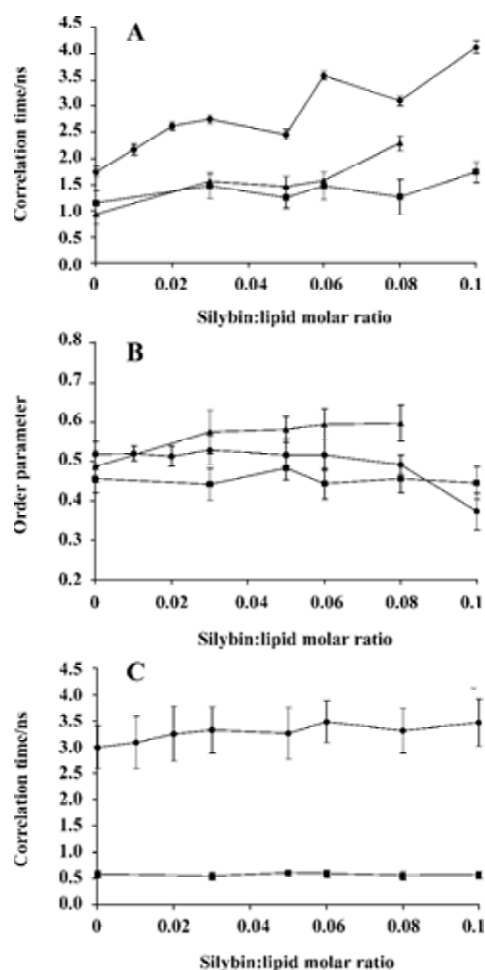 A
Correlation time/ns
4.5
4.0
3.5
3.0
2.5
2.0
1.5
1.0
0.5
0.0
0 0.02 0.04 0.06 0.08 0.1
Silybin:lipid molar ratio
B
Order parameter
0.8
0.7
0.6
0.5
0.4
0.3
0.2
0 0.02 0.04 0.06 0.08 0.1
Silybin:lipid molar ratio
C
Correlation time/ns
4.5
4.0
3.5
3.0
2.5
2.0
1.5
1.0
0.5
0.0
0 0.02 0.04 0.06 0.08 0.1
Silybin:lipid molar ratio